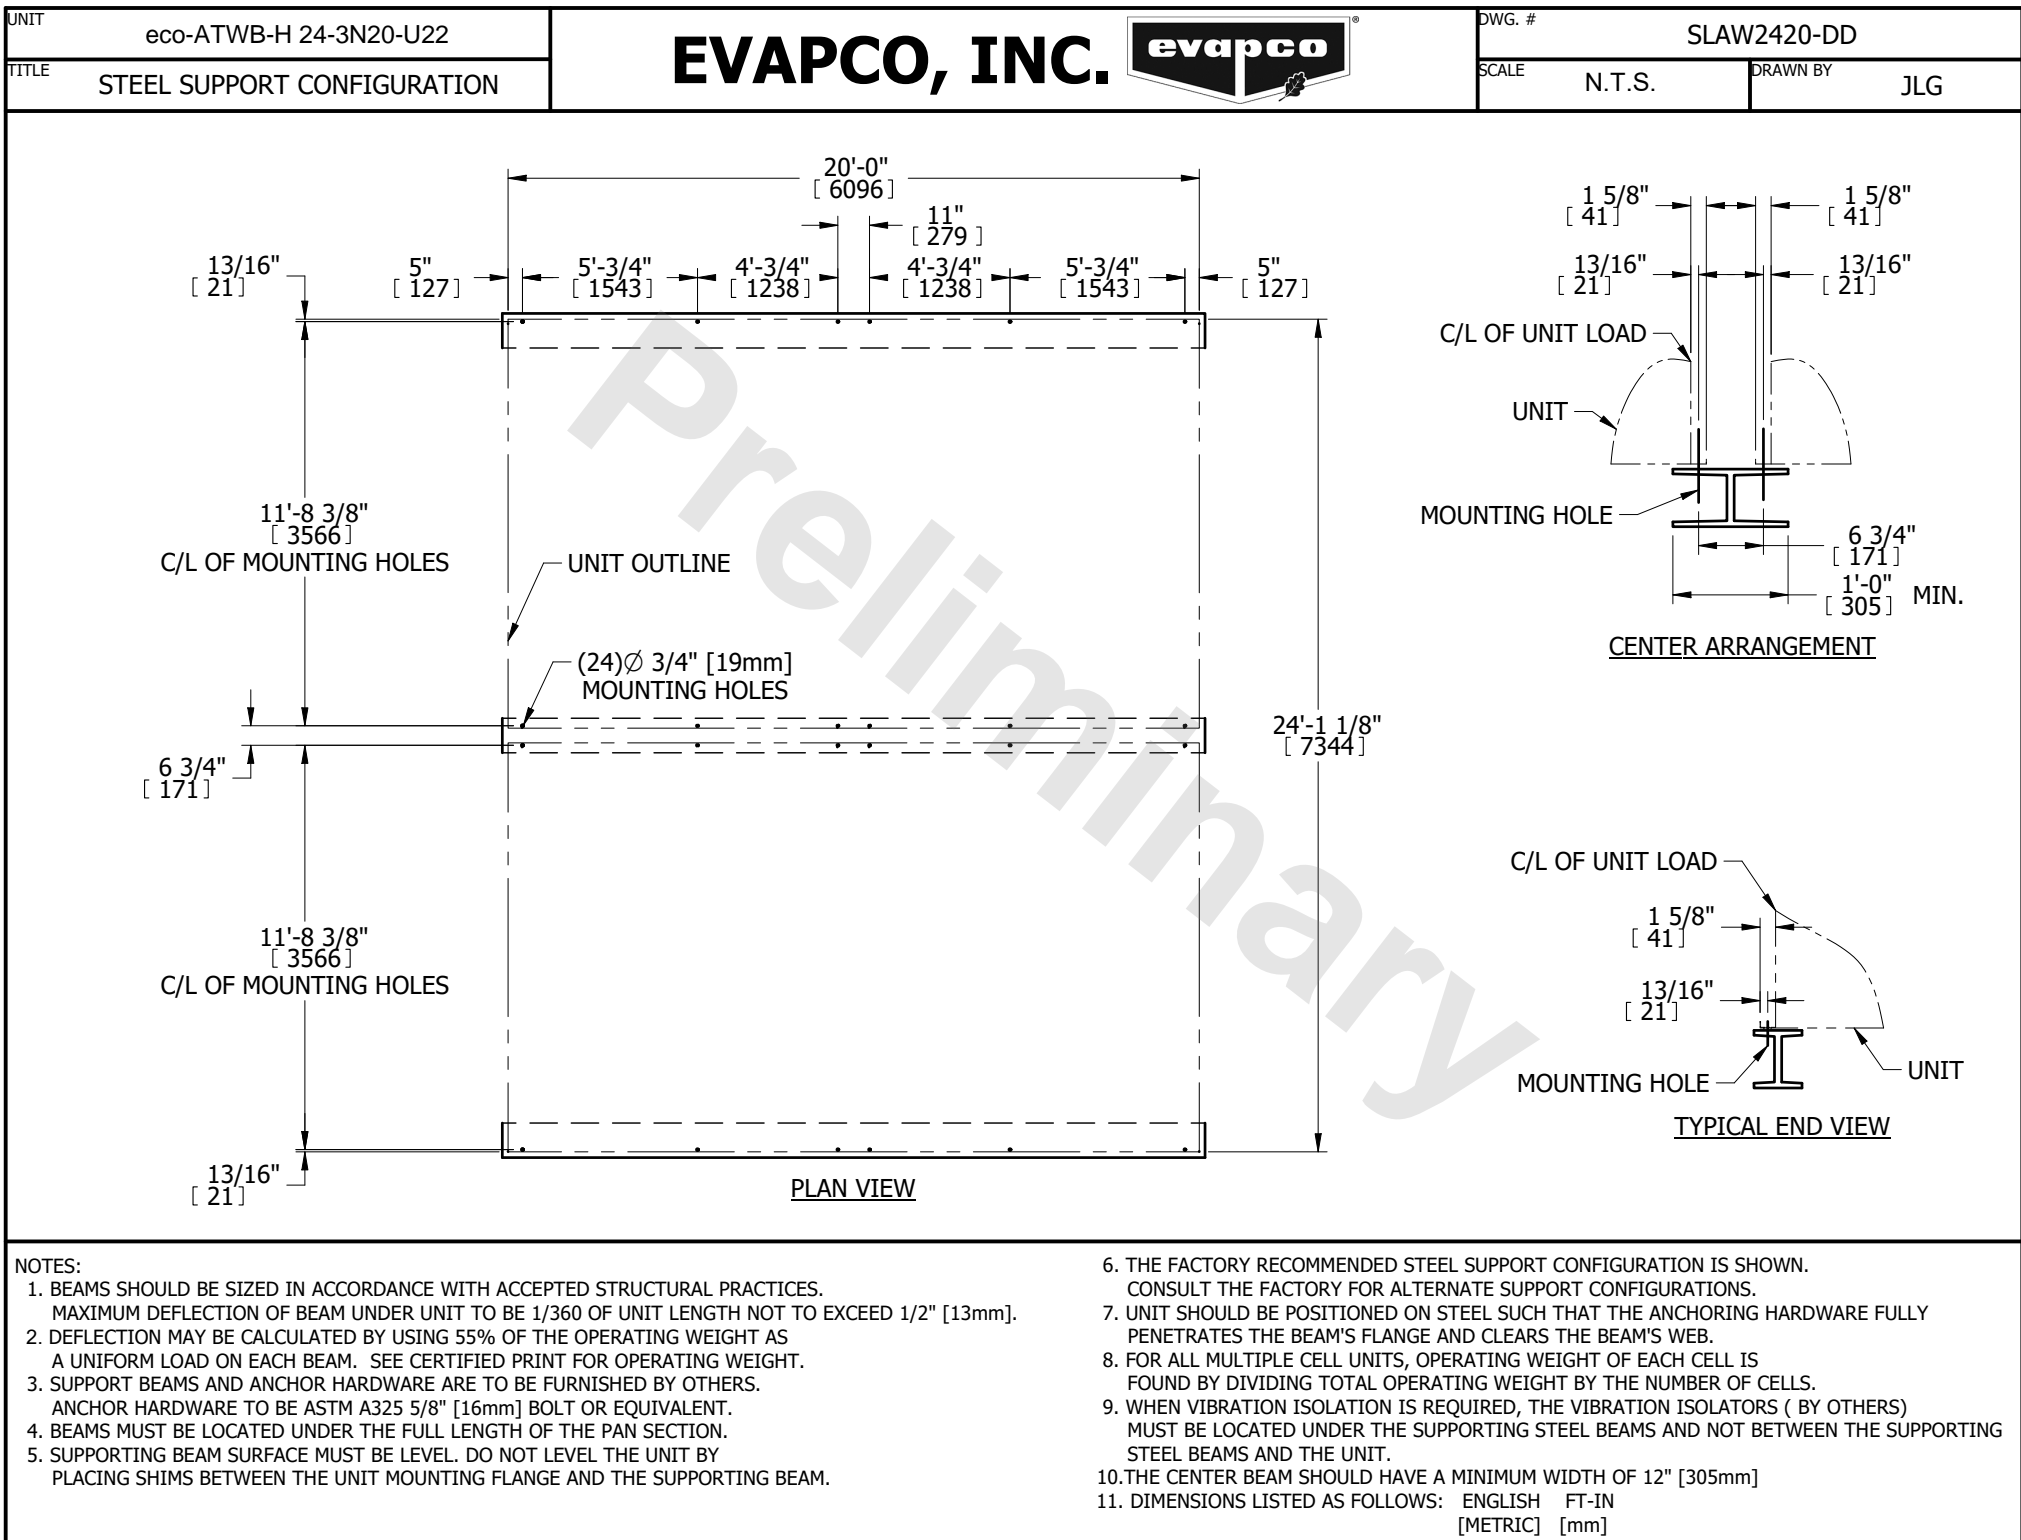 UNIT
eco-ATWB-H 24-3N20-U22
TITLE
STEEL SUPPORT CONFIGURATION
EVAPCO, INC.
evapco
®
DWG. #
SLAW2420-DD
SCALE
N.T.S.
DRAWN BY
JLG
20'-0"
[ 6096 ]
11"
[ 279 ]
13/16"
[ 21 ]
5"
[ 127 ]
5'-3/4"
[ 1543 ]
4'-3/4"
[ 1238 ]
4'-3/4"
[ 1238 ]
5'-3/4"
[ 1543 ]
5"
[ 127 ]
11'-8 3/8"
[ 3566 ]
C/L OF MOUNTING HOLES
UNIT OUTLINE
(24)∅ 3/4" [19mm]
MOUNTING HOLES
6 3/4"
[ 171 ]
24'-1 1/8"
[ 7344 ]
11'-8 3/8"
[ 3566 ]
C/L OF MOUNTING HOLES
13/16"
[ 21 ]
PLAN VIEW
Preliminary
1 5/8"
[ 41 ]
1 5/8"
[ 41 ]
13/16"
[ 21 ]
13/16"
[ 21 ]
C/L OF UNIT LOAD
UNIT
MOUNTING HOLE
6 3/4"
[ 171 ]
1'-0"
[ 305 ]
MIN.
CENTER ARRANGEMENT
C/L OF UNIT LOAD
1 5/8"
[ 41 ]
13/16"
[ 21 ]
MOUNTING HOLE
UNIT
TYPICAL END VIEW
NOTES:
1. BEAMS SHOULD BE SIZED IN ACCORDANCE WITH ACCEPTED STRUCTURAL PRACTICES.
MAXIMUM DEFLECTION OF BEAM UNDER UNIT TO BE 1/360 OF UNIT LENGTH NOT TO EXCEED 1/2" [13mm].
2. DEFLECTION MAY BE CALCULATED BY USING 55% OF THE OPERATING WEIGHT AS
A UNIFORM LOAD ON EACH BEAM. SEE CERTIFIED PRINT FOR OPERATING WEIGHT.
3. SUPPORT BEAMS AND ANCHOR HARDWARE ARE TO BE FURNISHED BY OTHERS.
ANCHOR HARDWARE TO BE ASTM A325 5/8" [16mm] BOLT OR EQUIVALENT.
4. BEAMS MUST BE LOCATED UNDER THE FULL LENGTH OF THE PAN SECTION.
5. SUPPORTING BEAM SURFACE MUST BE LEVEL. DO NOT LEVEL THE UNIT BY
PLACING SHIMS BETWEEN THE UNIT MOUNTING FLANGE AND THE SUPPORTING BEAM.
6. THE FACTORY RECOMMENDED STEEL SUPPORT CONFIGURATION IS SHOWN.
CONSULT THE FACTORY FOR ALTERNATE SUPPORT CONFIGURATIONS.
7. UNIT SHOULD BE POSITIONED ON STEEL SUCH THAT THE ANCHORING HARDWARE FULLY
PENETRATES THE BEAM'S FLANGE AND CLEARS THE BEAM'S WEB.
8. FOR ALL MULTIPLE CELL UNITS, OPERATING WEIGHT OF EACH CELL IS
FOUND BY DIVIDING TOTAL OPERATING WEIGHT BY THE NUMBER OF CELLS.
9. WHEN VIBRATION ISOLATION IS REQUIRED, THE VIBRATION ISOLATORS ( BY OTHERS)
MUST BE LOCATED UNDER THE SUPPORTING STEEL BEAMS AND NOT BETWEEN THE SUPPORTING
STEEL BEAMS AND THE UNIT.
10.THE CENTER BEAM SHOULD HAVE A MINIMUM WIDTH OF 12" [305mm]
11. DIMENSIONS LISTED AS FOLLOWS: ENGLISH FT-IN
[METRIC] [mm]